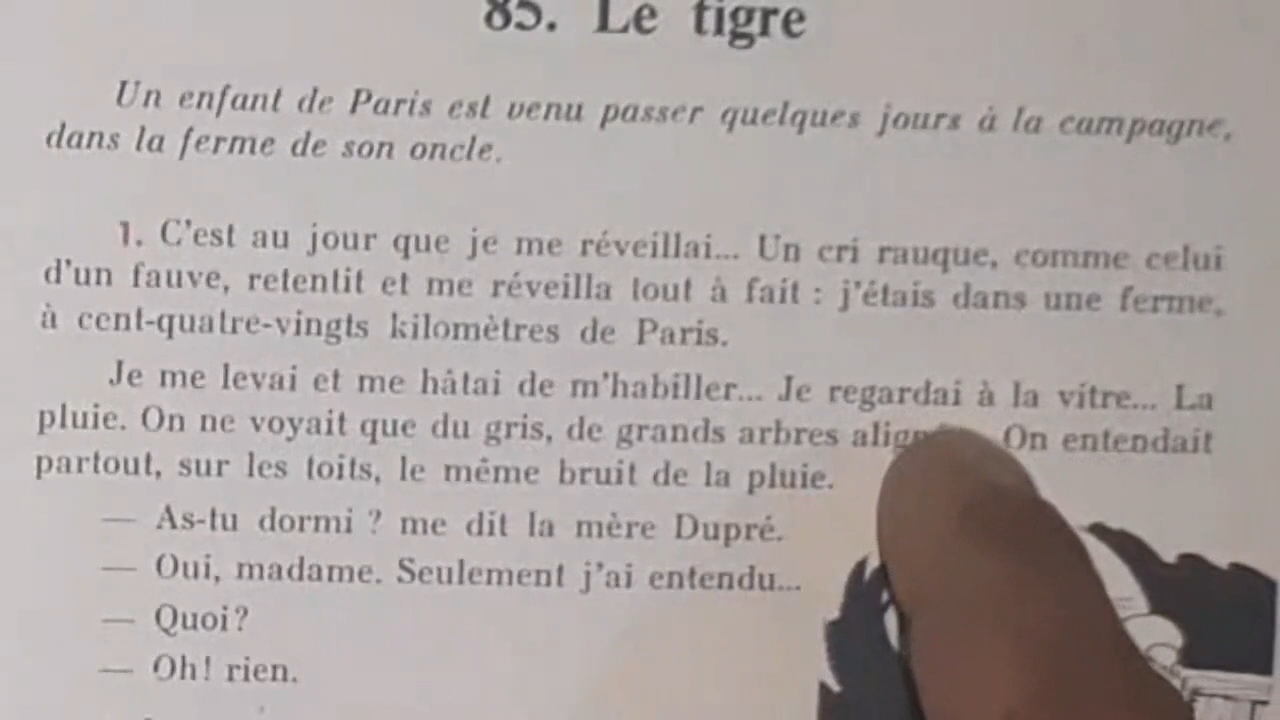 85. Le tigre
Un enfant de Paris est venu passer quelques jours à la campagne,
dans la ferme de son oncle.
1. C'est au jour que je me réveillai... Un cri rauque, comme celui
d'un fauve, retentit et me réveilla tout à fait : j'étais dans une ferme,
à cent-quatre-vingts kilomètres de Paris.
Je me levai et me hâtai de m'habiller... Je regardai à la vitre... La
pluie. On ne voyait que du gris, de grands arbres On entendait
partout, sur les toits, le même bruit de la pluie.
— As-tu dormi ? me dit la mère Dupré.
— Oui, madame. Seulement j'ai entendu...
— Quoi?
— Oh! rien.